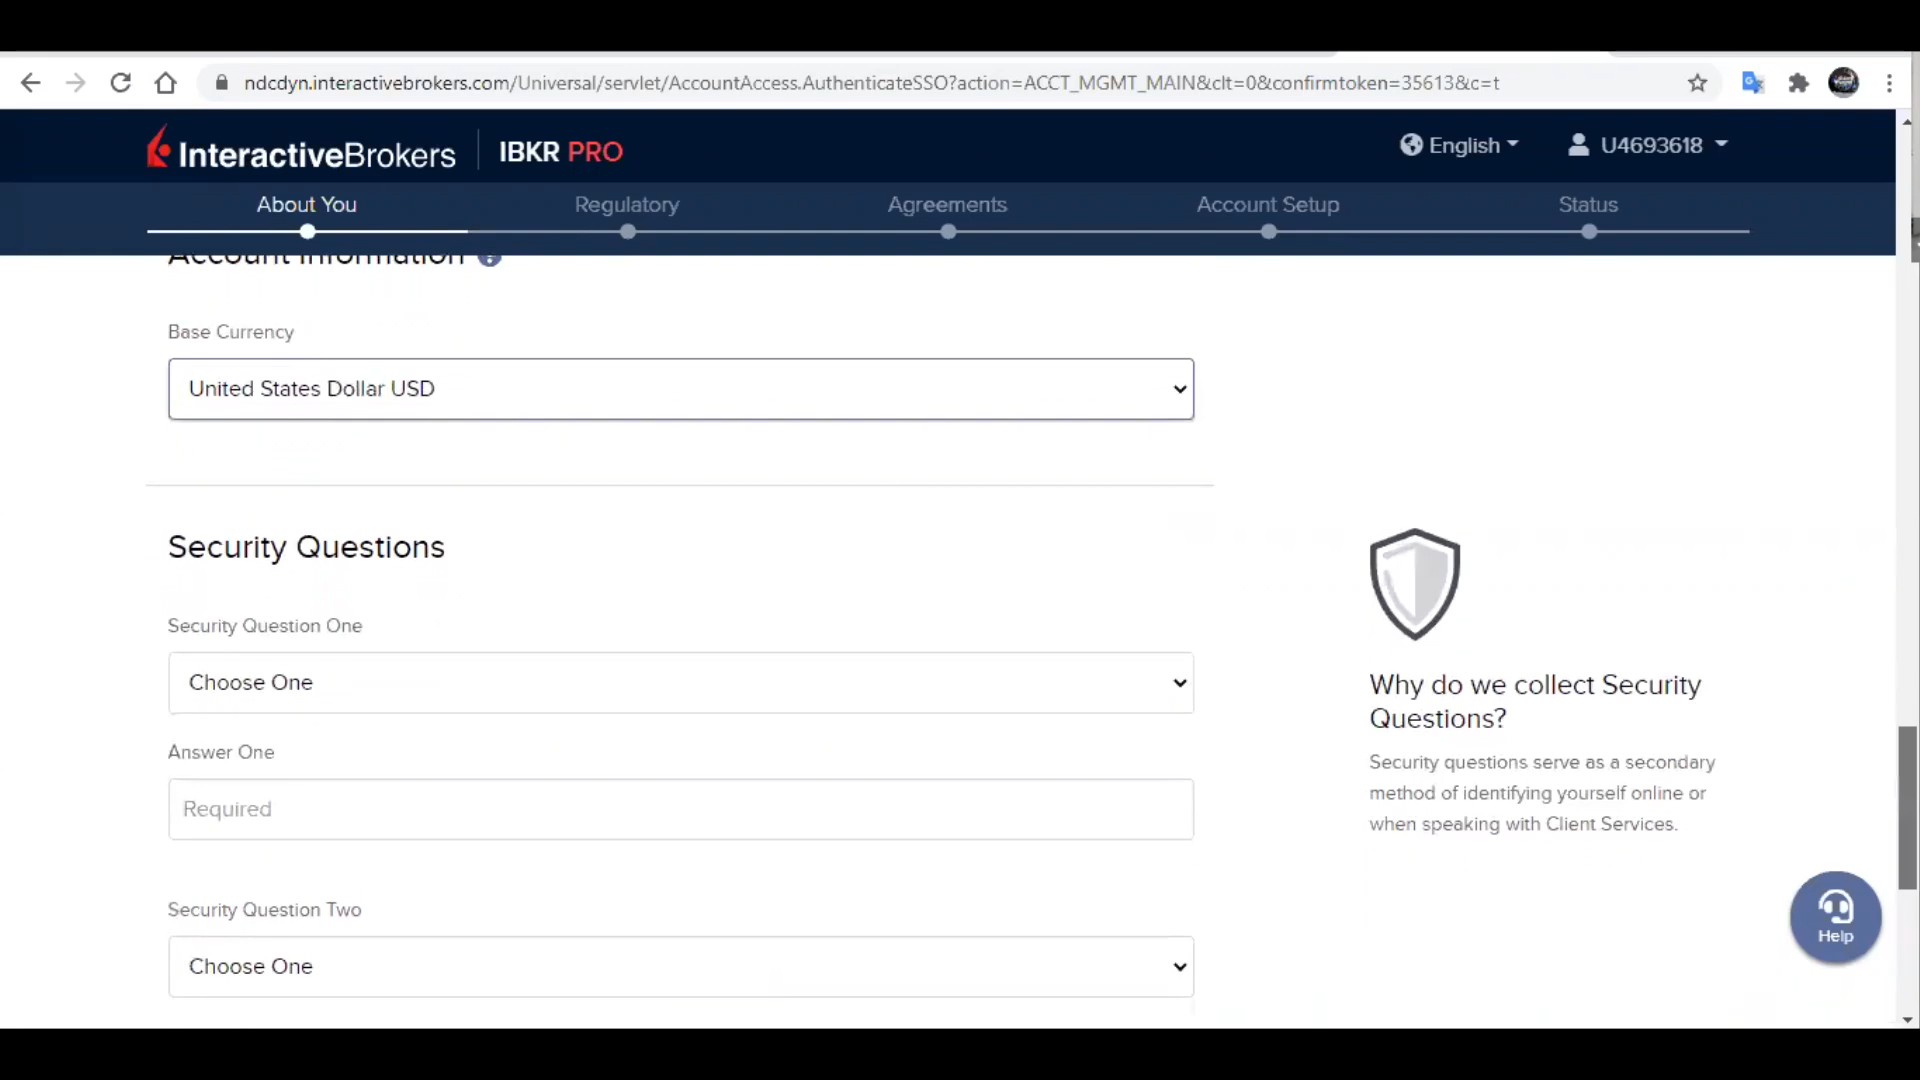 ndcdyn.interactivebrokers.com/Universal/servlet/AccountAccess.AuthenticateSSO?action=ACCT_MGMT_MAIN&clt=0&confirmtoken=35613&c=t
InteractiveBrokers IBKR PRO English U4693618
About You Regulatory Agreements Account Setup Status
Account Information
Base Currency
United States Dollar USD
Security Questions
Security Question One
Choose One
Answer One
Required
Security Question Two
Choose One
Why do we collect Security
Questions?
Security questions serve as a secondary
method of identifying yourself online or
when speaking with Client Services.
Help